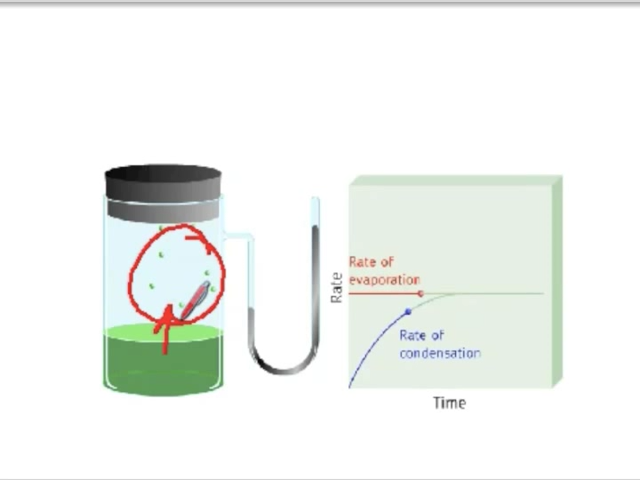 Rate of
evaporation
Rate
Rate of
condensation
Time